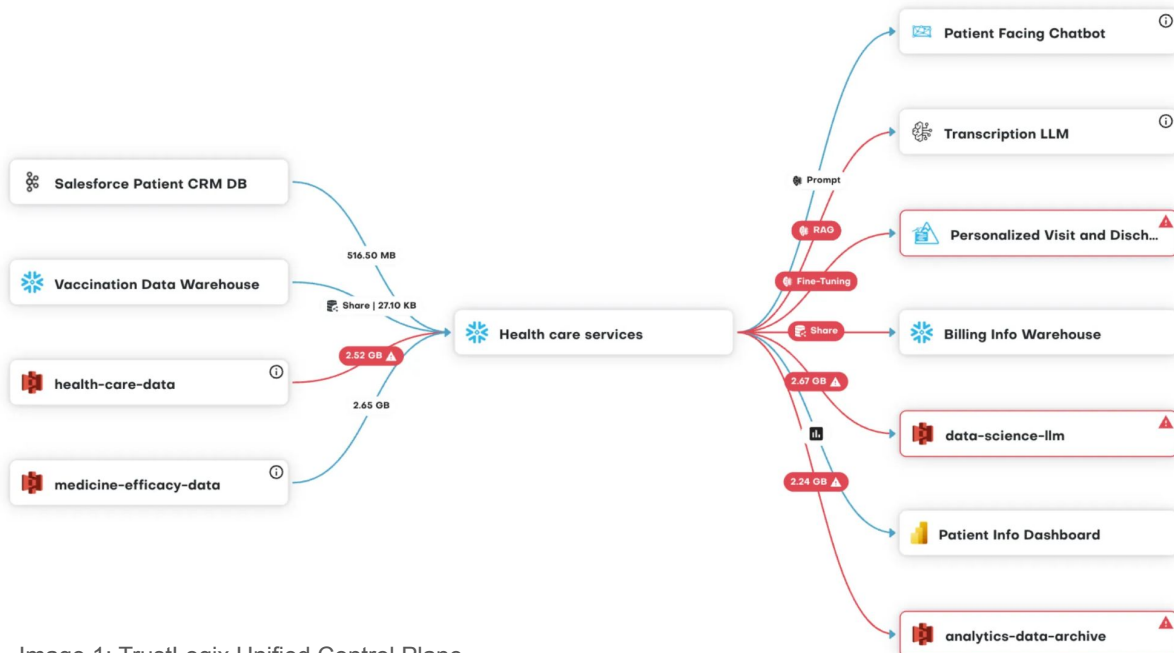 Patient Facing Chatbot
Transcription LLM
Salesforce Patient CRM DB
Prompt
RAG
Personalized Visit and Disch...
516.50 MB
Vaccination Data Warehouse
Fine-Tuning
Share | 27.10 KB
Health care services
Share
Billing Info Warehouse
2.52 GB
health-care-data
2.67 GB
2.65 GB
data-science-llm
medicine-efficacy-data
2.24 GB
Patient Info Dashboard
analytics-data-archive
Image 1: TrustLogix Unified Control Plane